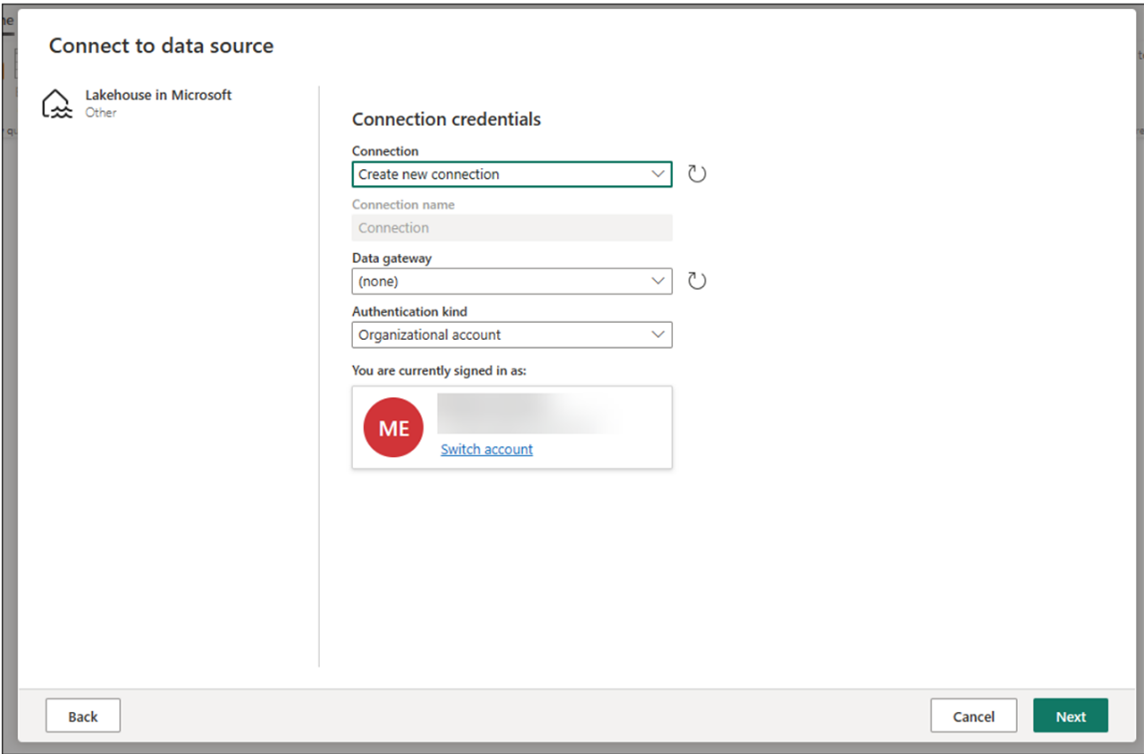 Connect to data source
Lakehouse in Microsoft
Other
Connection credentials
Connection
Create new connection
Connection name
Connection
Data gateway
(none)
Authentication kind
Organizational account
You are currently signed in as:
ME
Switch account
Back
Cancel
Next